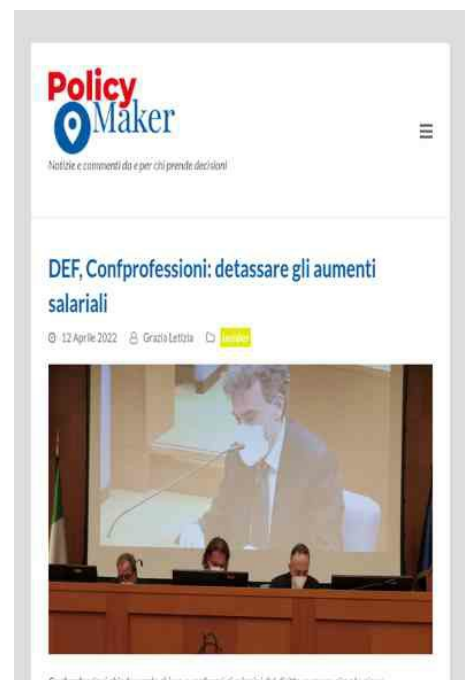 Policy
Maker
Notizie e commenti da e per chi prende decisioni
DEF, Confprofessioni: detassare gli aumenti
salariali
12 Aprile 2022 Grazia Letizia Insider